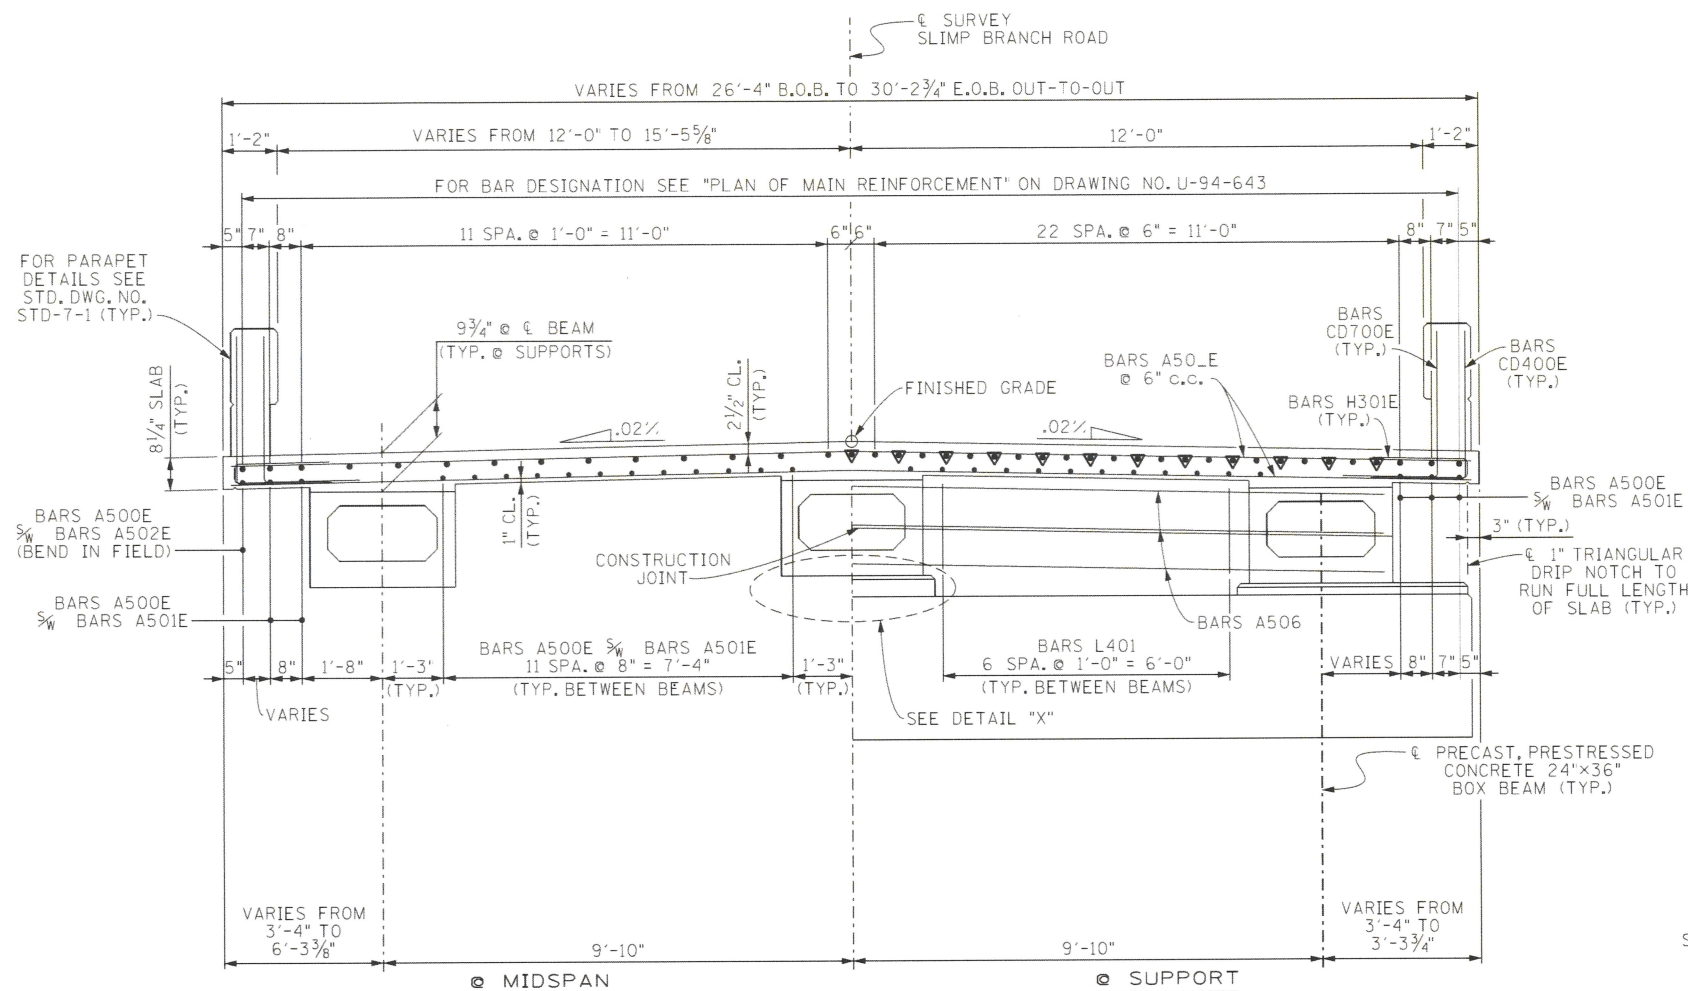 ℄ SURVEY
SLIMP BRANCH ROAD
VARIES FROM 26'-4" B.O.B. TO 30'-2¾" E.O.B. OUT-TO-OUT
1'-2"
VARIES FROM 12'-0" TO 15'-5⅝"
12'-0"
1'-2"
FOR BAR DESIGNATION SEE "PLAN OF MAIN REINFORCEMENT" ON DRAWING NO. U-94-643
5"
7"
8"
11 SPA. @ 1'-0" = 11'-0"
6"
6"
22 SPA. @ 6" = 11'-0"
8"
7"
5"
FOR PARAPET
DETAILS SEE
STD. DWG. NO.
STD-7-1 (TYP.)
9¾" @ ℄ BEAM
(TYP. @ SUPPORTS)
8¼" SLAB
(TYP.)
2½" CL.
(TYP.)
FINISHED GRADE
BARS A50_E
@ 6" c.c.
BARS
CD700E
(TYP.)
BARS
CD400E
(TYP.)
BARS H301E
(TYP.)
.02%
.02%
1" CL.
(TYP.)
BARS A500E
S/W BARS A502E
(BEND IN FIELD)
BARS A500E
S/W BARS A501E
CONSTRUCTION
JOINT
BARS A500E
S/W BARS A501E
3" (TYP.)
℄ 1" TRIANGULAR
DRIP NOTCH TO
RUN FULL LENGTH
OF SLAB (TYP.)
BARS A506
5"
8"
1'-8"
1'-3"
(TYP.)
BARS A500E S/W BARS A501E
11 SPA. @ 8" = 7'-4"
(TYP. BETWEEN BEAMS)
1'-3"
(TYP.)
BARS L401
6 SPA. @ 1'-0" = 6'-0"
(TYP. BETWEEN BEAMS)
VARIES
8"
7"
5"
VARIES
SEE DETAIL "X"
℄ PRECAST, PRESTRESSED
CONCRETE 24"×36"
BOX BEAM (TYP.)
VARIES FROM
3'-4" TO
6'-3⅜"
9'-10"
9'-10"
VARIES FROM
3'-4" TO
3'-3¾"
@ MIDSPAN
@ SUPPORT
S